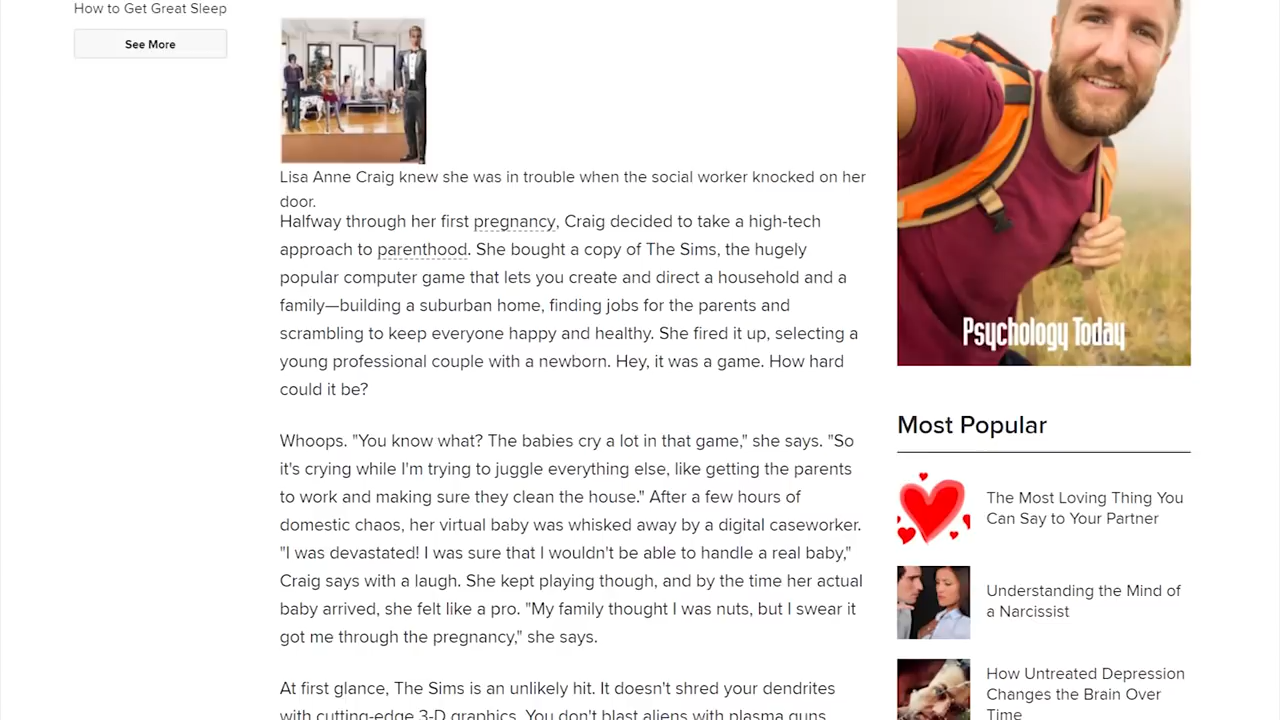 How to Get Great Sleep
See More
Lisa Anne Craig knew she was in trouble when the social worker knocked on her
door.
Halfway through her first pregnancy, Craig decided to take a high-tech
approach to parenthood. She bought a copy of The Sims, the hugely
popular computer game that lets you create and direct a household and a
family—building a suburban home, finding jobs for the parents and
scrambling to keep everyone happy and healthy. She fired it up, selecting a
young professional couple with a newborn. Hey, it was a game. How hard
could it be?
Whoops. "You know what? The babies cry a lot in that game," she says. "So
it's crying while I'm trying to juggle everything else, like getting the parents
to work and making sure they clean the house." After a few hours of
domestic chaos, her virtual baby was whisked away by a digital caseworker.
"I was devastated! I was sure that I wouldn't be able to handle a real baby,"
Craig says with a laugh. She kept playing though, and by the time her actual
baby arrived, she felt like a pro. "My family thought I was nuts, but I swear it
got me through the pregnancy," she says.
At first glance, The Sims is an unlikely hit. It doesn't shred your dendrites
with cutting-edge 3-D graphics. You don't blast aliens with plasma guns
Psychology Today
Most Popular
The Most Loving Thing You
Can Say to Your Partner
Understanding the Mind of
a Narcissist
How Untreated Depression
Changes the Brain Over
Time